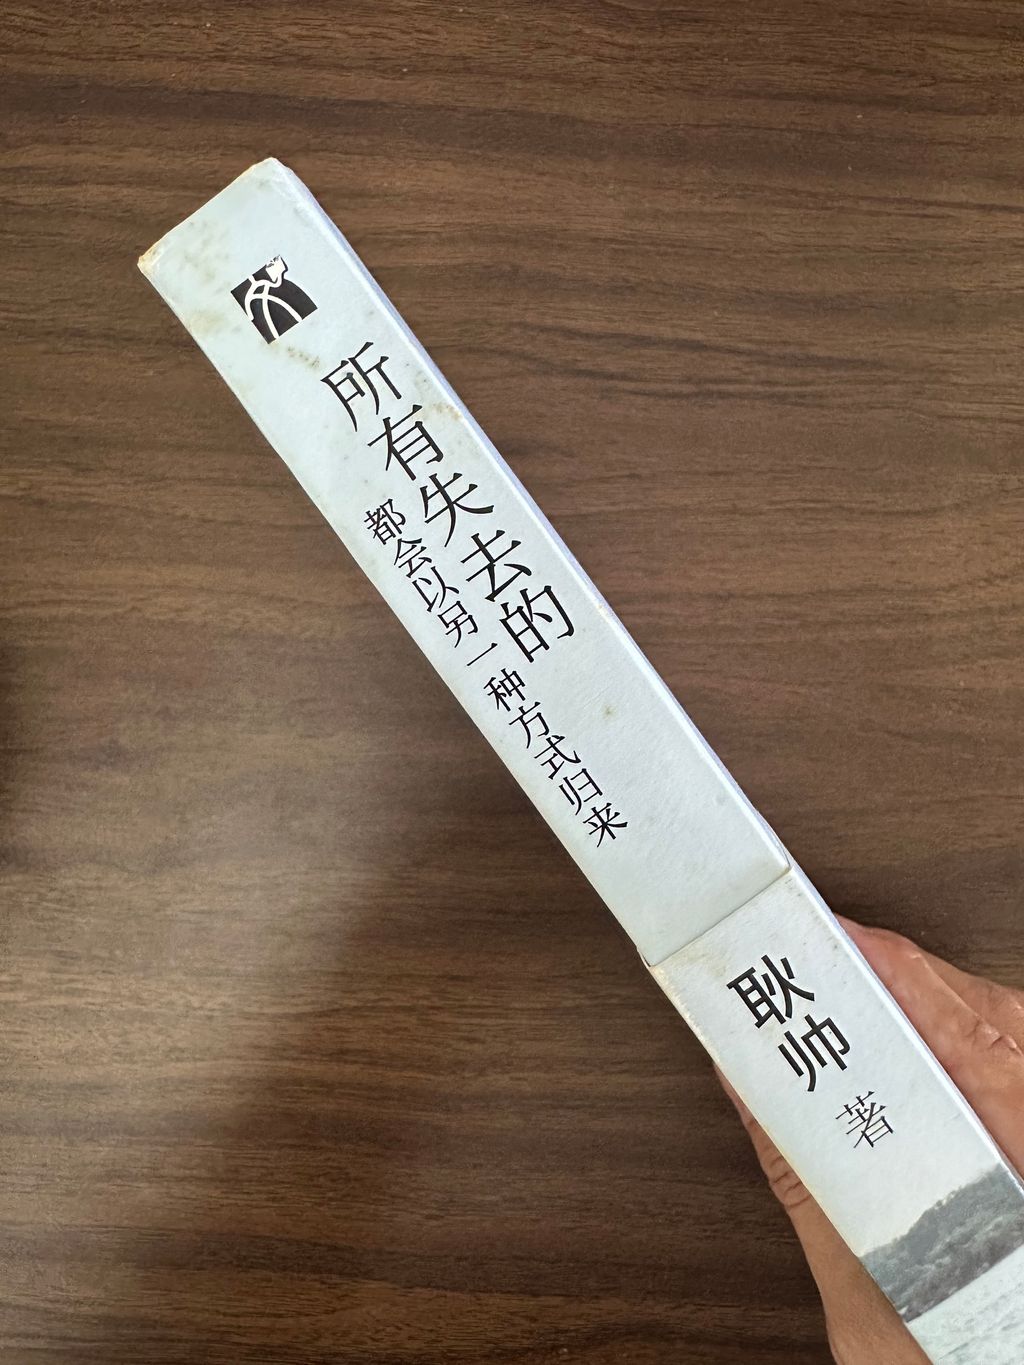 所有失去的
都会以另一种方式归来
耿帅 著